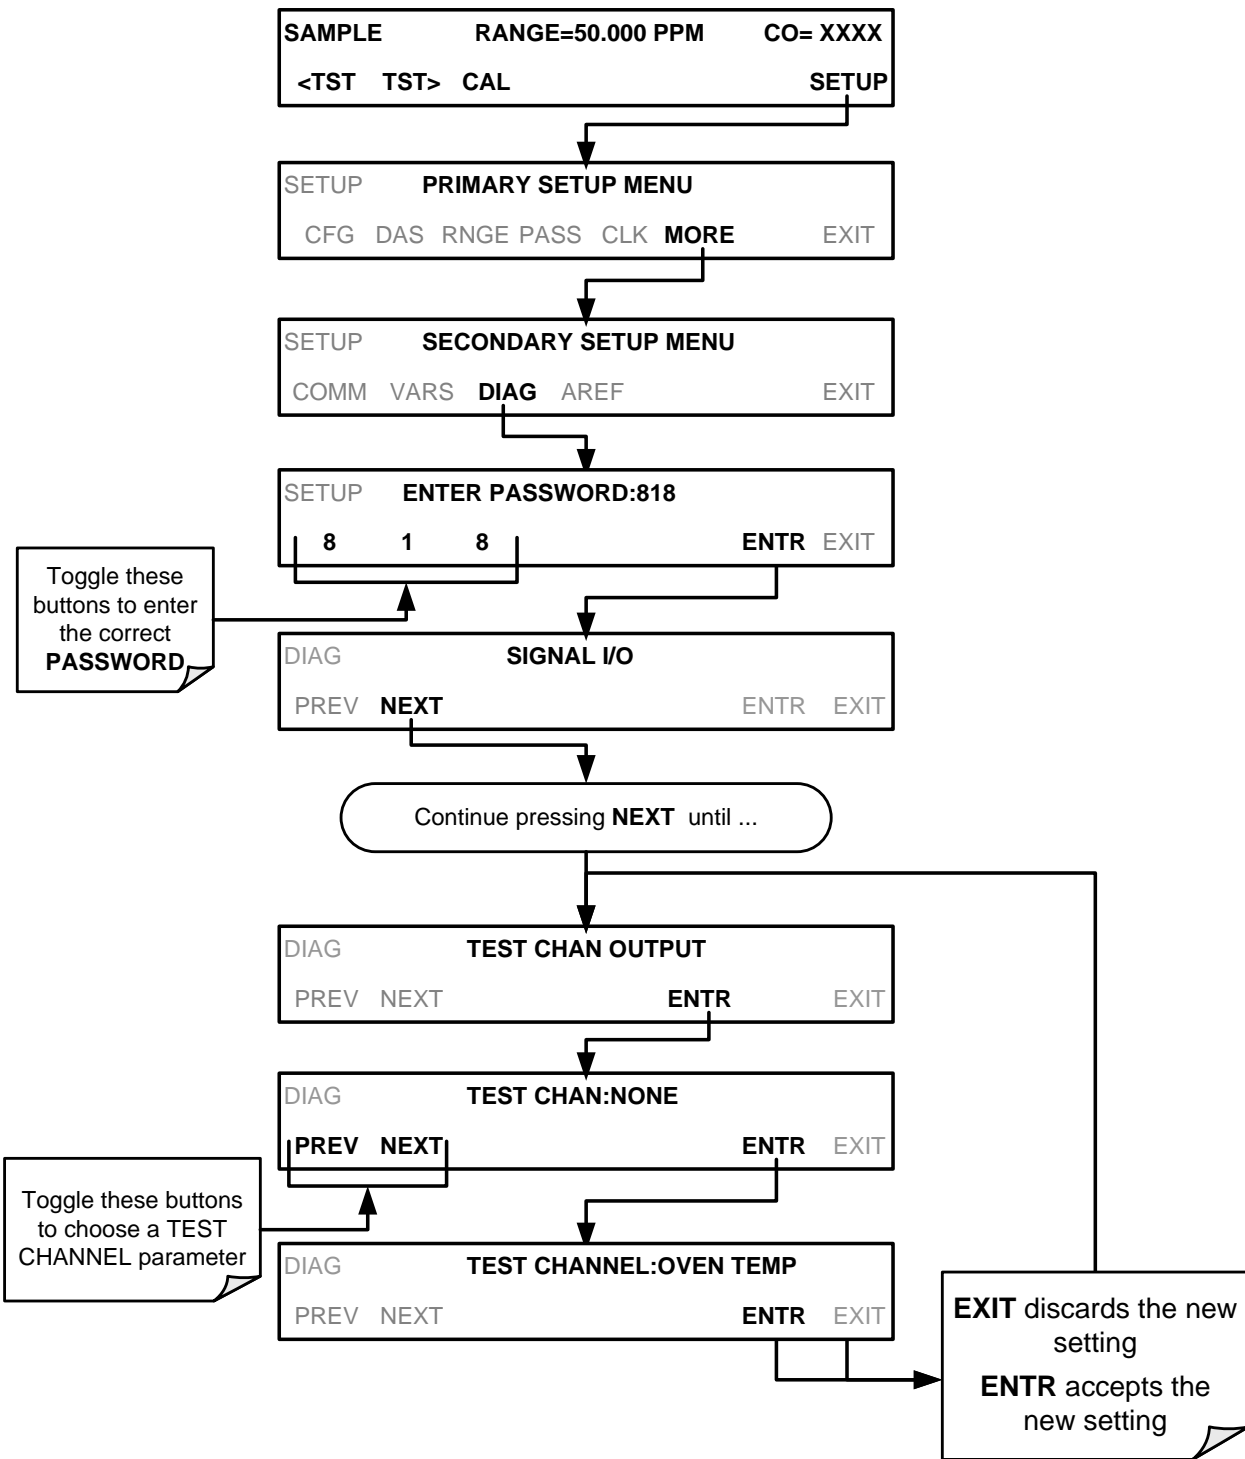 SAMPLE RANGE=50.000 PPM CO= XXXX
<TST TST> CAL SETUP
SETUP PRIMARY SETUP MENU
CFG DAS RNGE PASS CLK MORE EXIT
SETUP SECONDARY SETUP MENU
COMM VARS DIAG AREF EXIT
SETUP ENTER PASSWORD:818
8 1 8 ENTR EXIT
Toggle these
buttons to enter
the correct
PASSWORD
DIAG SIGNAL I/O
PREV NEXT ENTR EXIT
Continue pressing NEXT until ...
DIAG TEST CHAN OUTPUT
PREV NEXT ENTR EXIT
DIAG TEST CHAN:NONE
PREV NEXT ENTR EXIT
Toggle these buttons
to choose a TEST
CHANNEL parameter
DIAG TEST CHANNEL:OVEN TEMP
PREV NEXT ENTR EXIT
EXIT discards the new
setting
ENTR accepts the
new setting